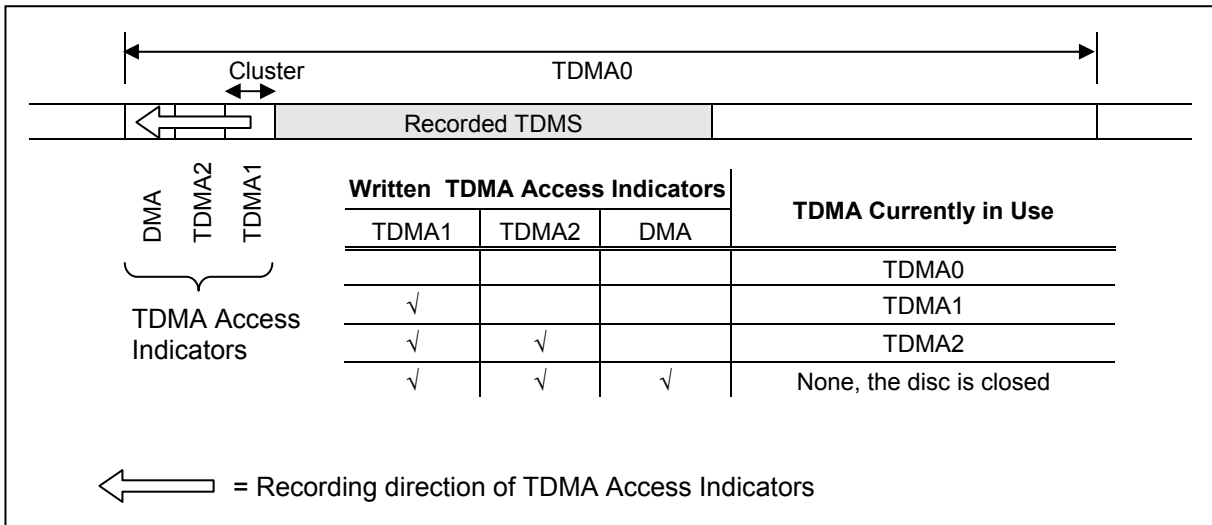 Cluster TDMA0
Recorded TDMS
DMA
TDMA2
TDMA1
TDMA Access
Indicators
Written TDMA Access Indicators
TDMA Currently in Use
TDMA1 TDMA2 DMA
TDMA0
√ TDMA1
√ √ TDMA2
√ √ √ None, the disc is closed
= Recording direction of TDMA Access Indicators